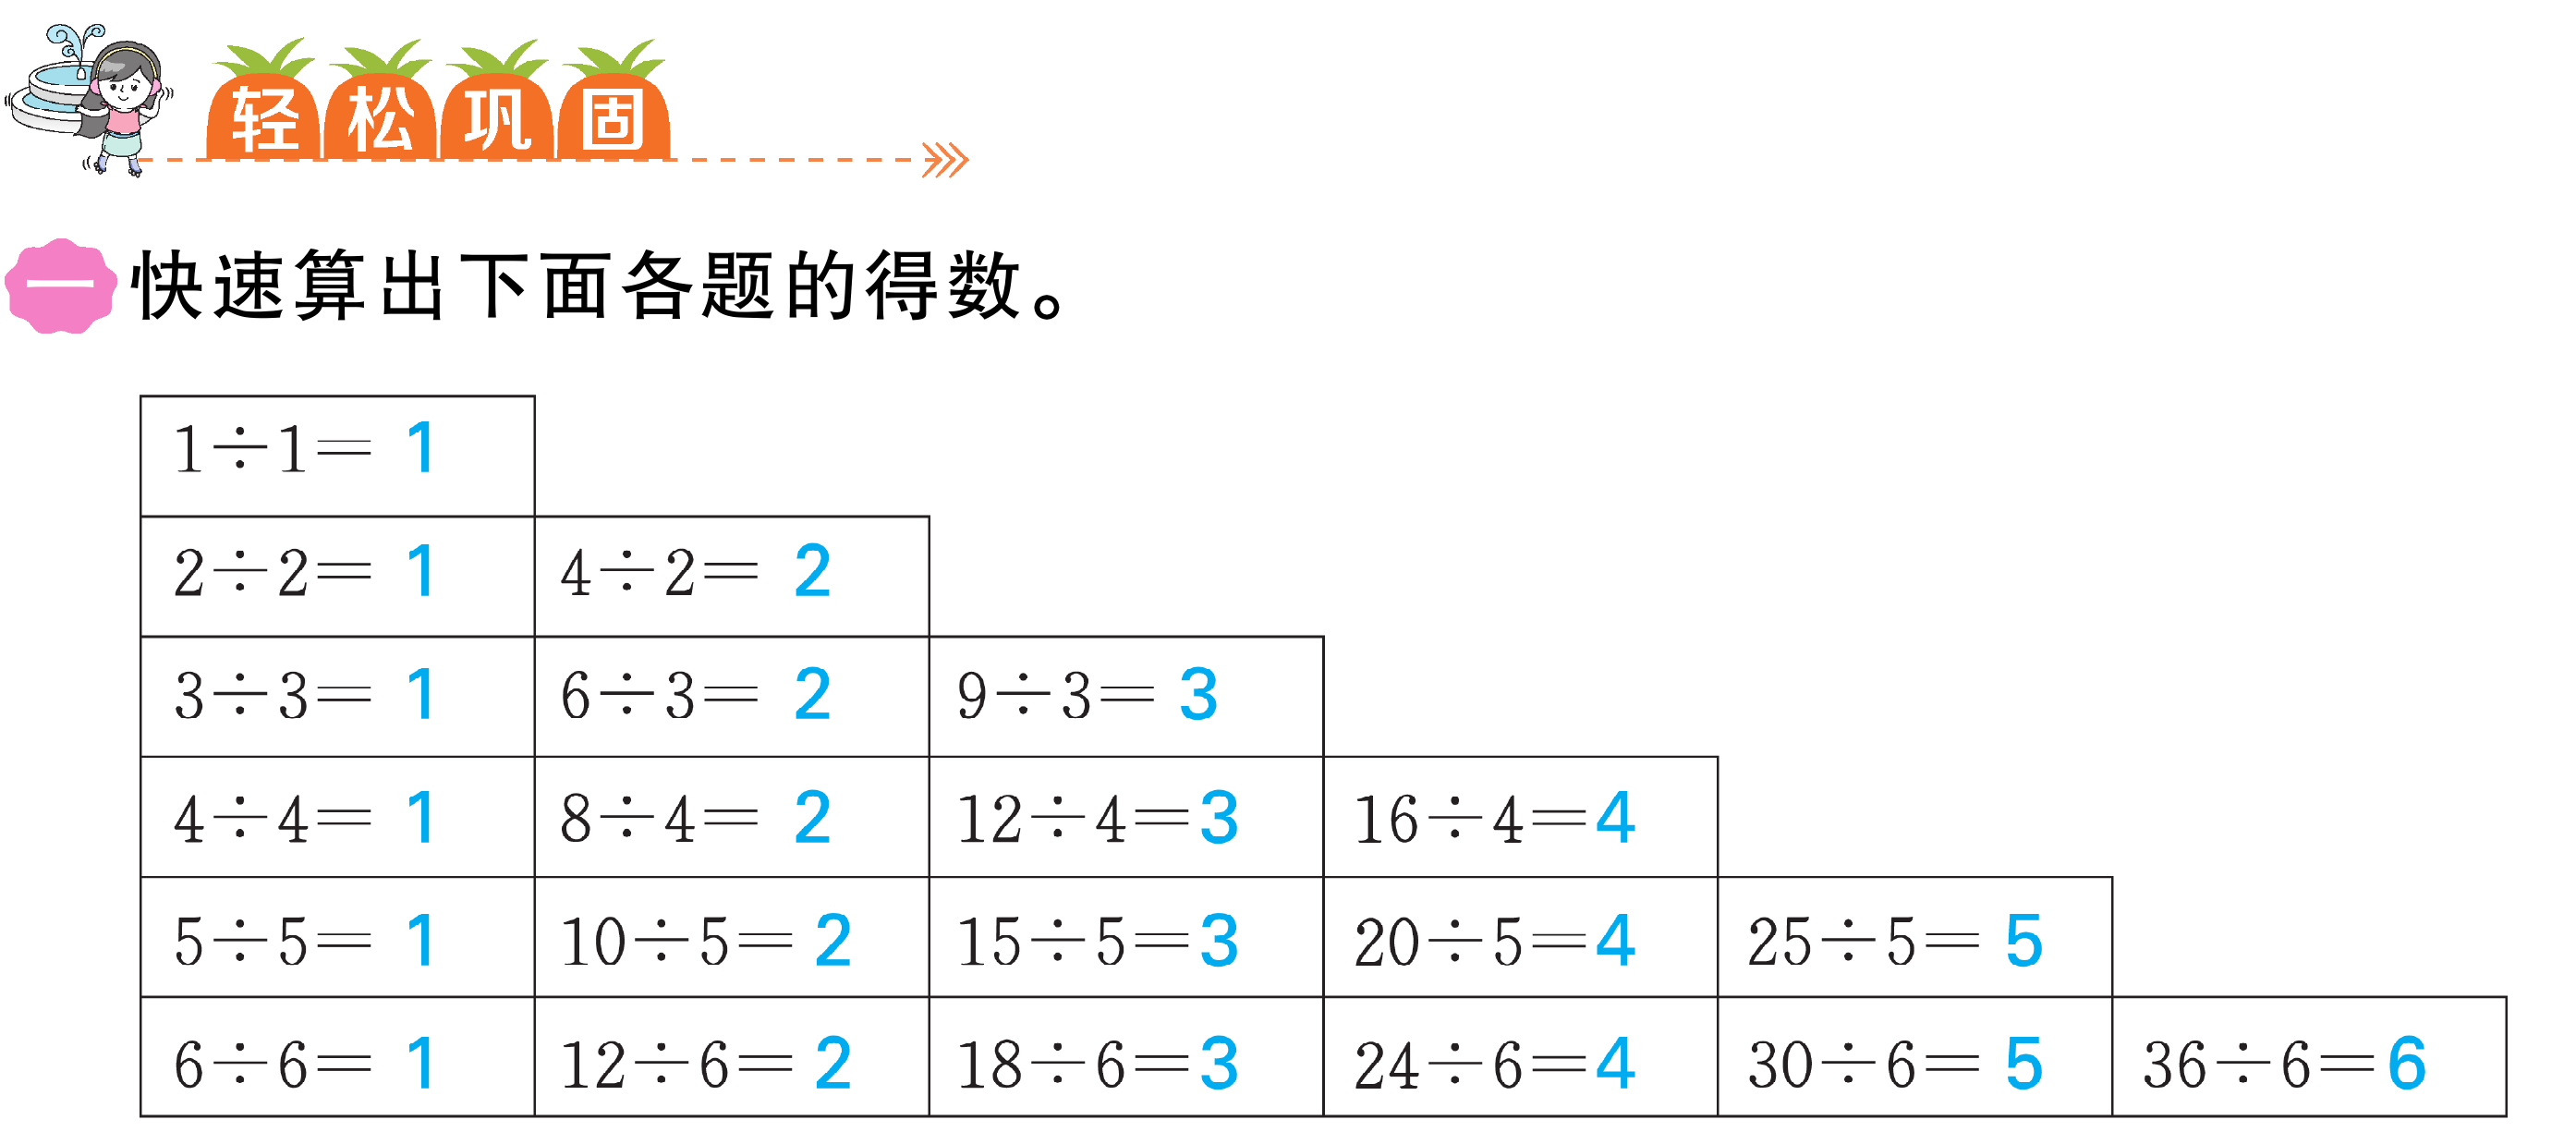 轻松巩固
一 快速算出下面各题的得数。
1÷1= 1
2÷2= 1 4÷2= 2
3÷3= 1 6÷3= 2 9÷3= 3
4÷4= 1 8÷4= 2 12÷4=3 16÷4=4
5÷5= 1 10÷5= 2 15÷5=3 20÷5=4 25÷5= 5
6÷6= 1 12÷6= 2 18÷6=3 24÷6=4 30÷6= 5 36÷6=6